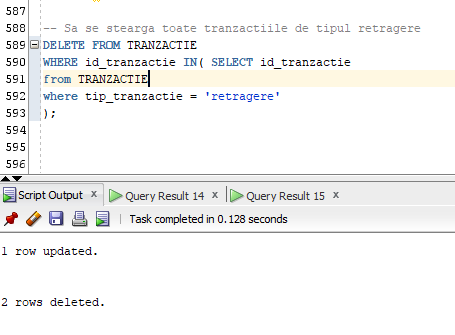 587
588 -- Sa se stearga toate tranzactiile de tipul retragere
589 DELETE FROM TRANZACTIE
590 WHERE id_tranzactie IN( SELECT id_tranzactie
591 from TRANZACTIE
592 where tip_tranzactie = 'retragere'
593 );
594
595
596
Script Output x Query Result 14 x Query Result 15 x
Task completed in 0.128 seconds
1 row updated.
2 rows deleted.